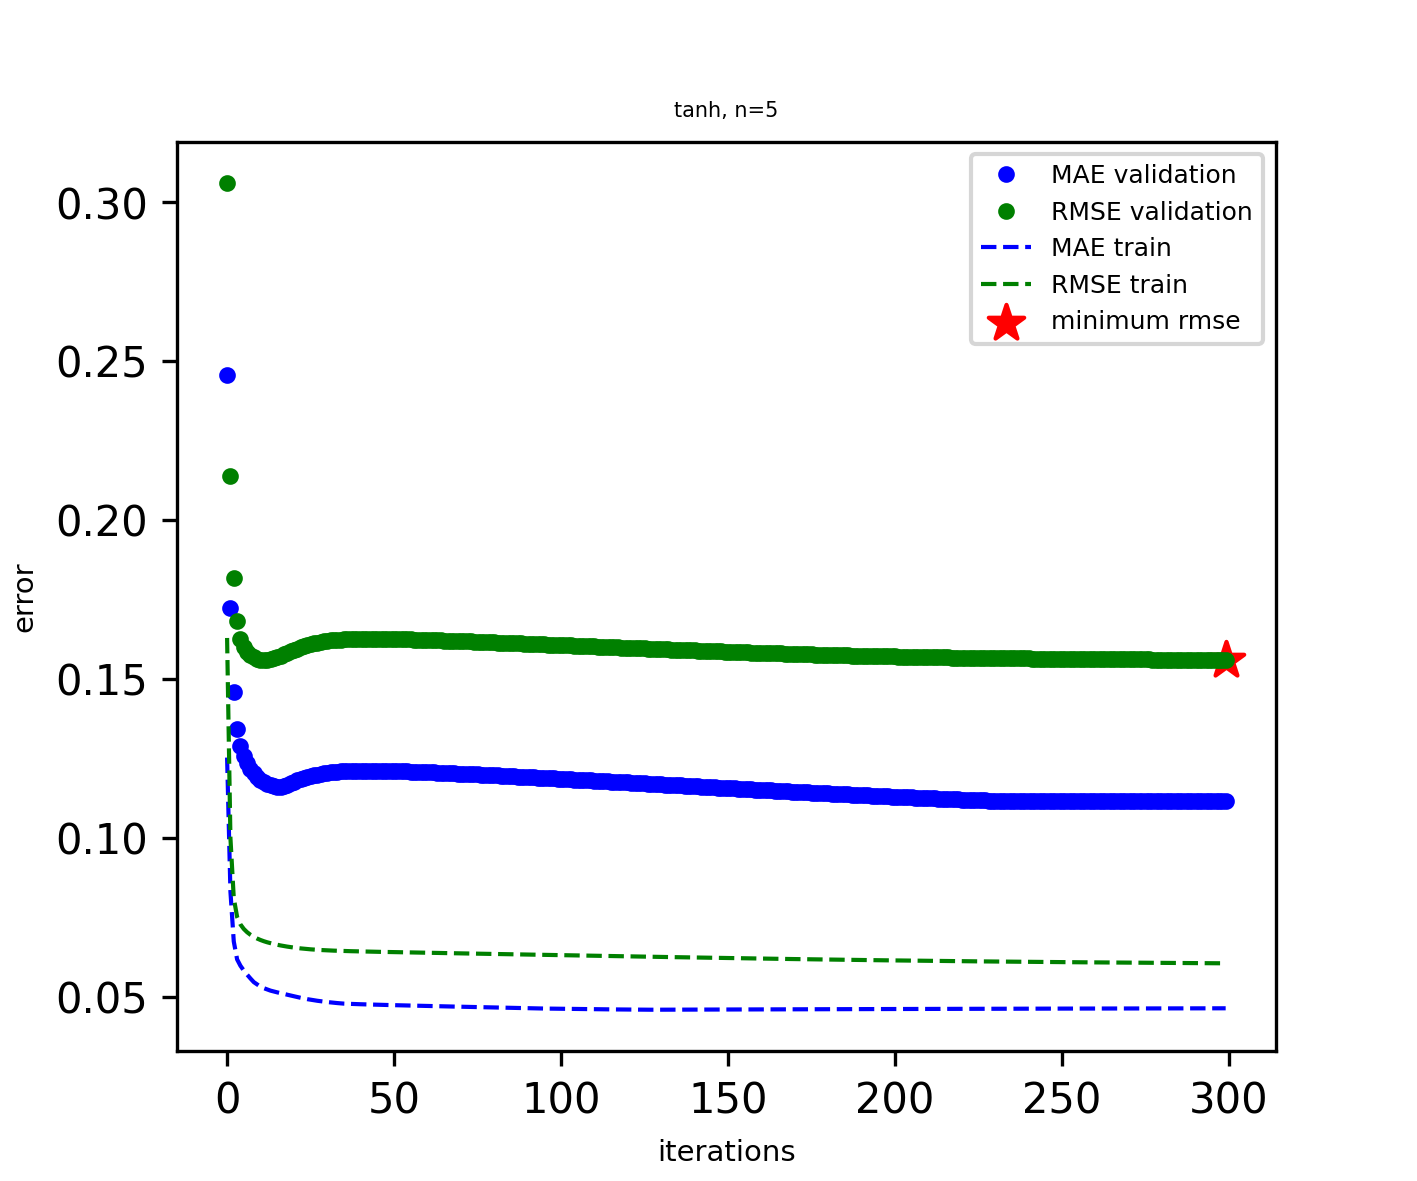 tanh, n=5
MAE validation
RMSE validation
MAE train
RMSE train
minimum rmse
error
0.30
0.25
0.20
0.15
0.10
0.05
0 50 100 150 200 250 300
iterations